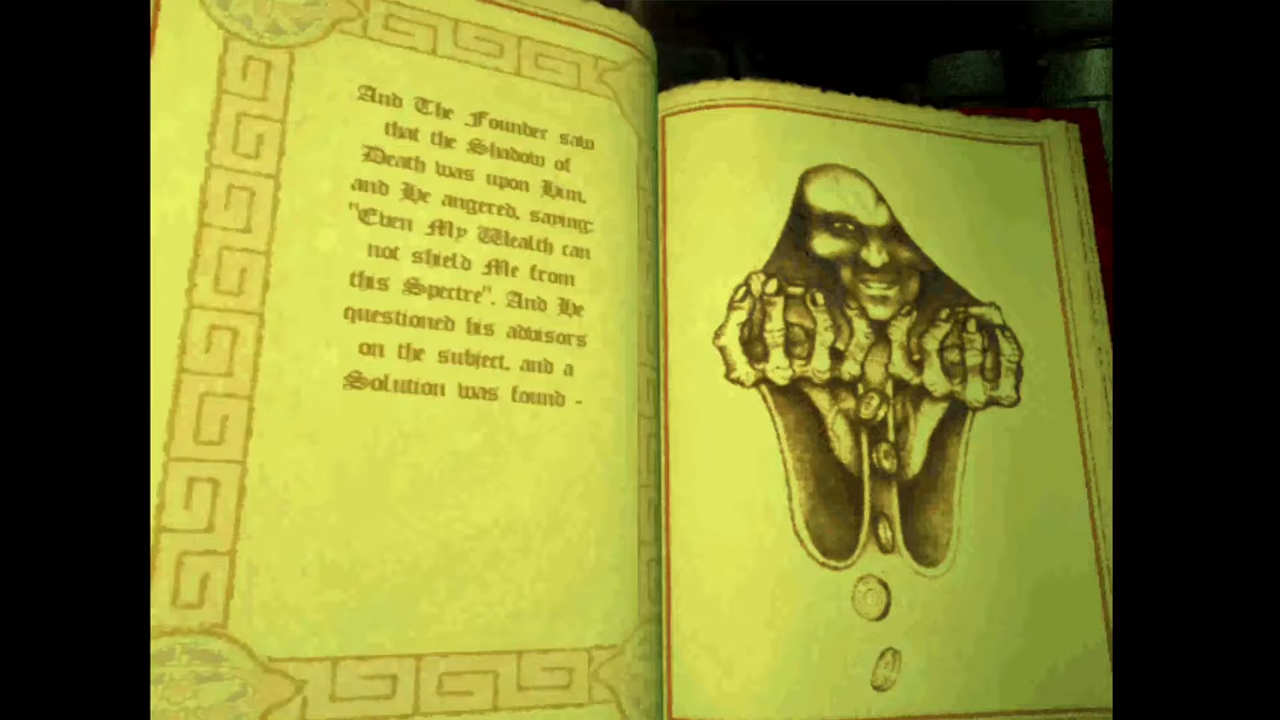 And The Founder saw
that the Shadow of
Death was upon Him,
and He angered, saying:
"Even My Wealth can
not shield Me from
this Spectre". And He
questioned his advisors
on the subject, and a
Solution was found -